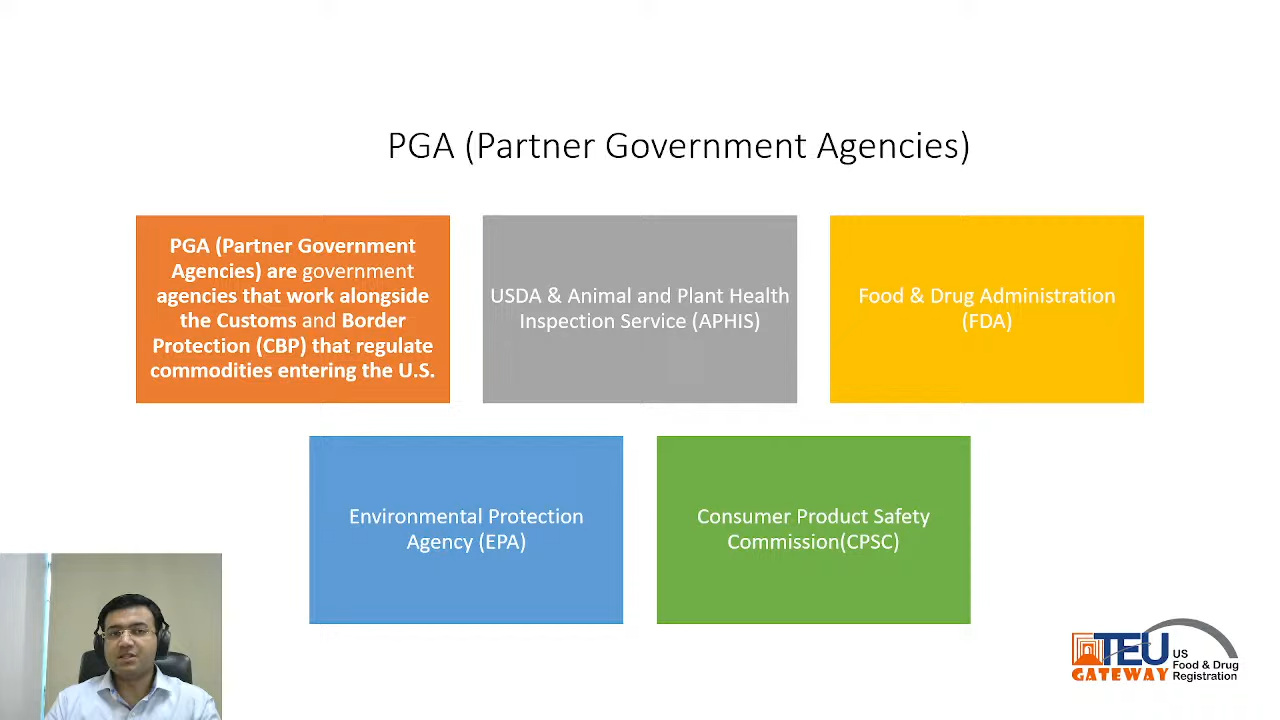 PGA (Partner Government Agencies)
PGA (Partner Government
Agencies) are government
agencies that work alongside
the Customs and Border
Protection (CBP) that regulate
commodities entering the U.S.
USDA & Animal and Plant Health
Inspection Service (APHIS)
Food & Drug Administration
(FDA)
Environmental Protection
Agency (EPA)
Consumer Product Safety
Commission(CPSC)
TEU
GATEWAY
US
Food & Drug
Registration